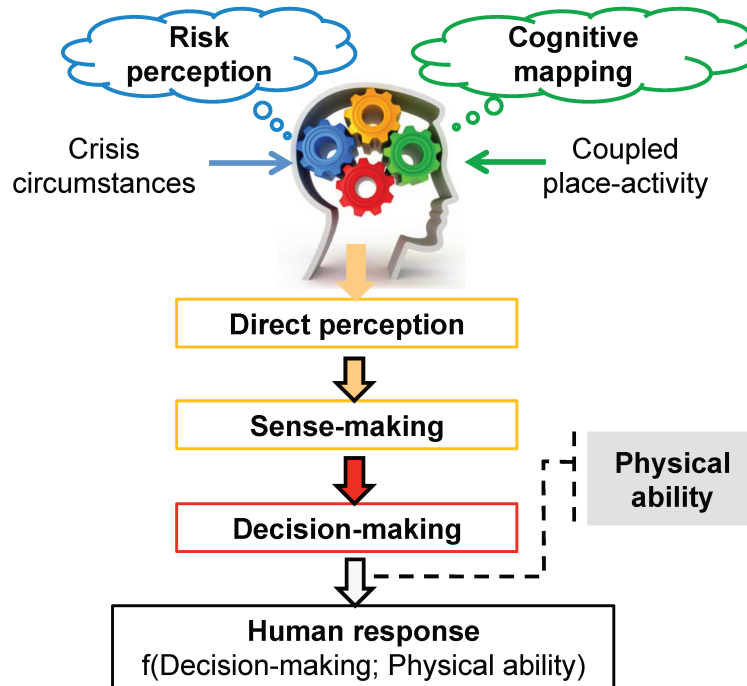 Risk
perception
Cognitive
mapping
Crisis
circumstances
Coupled
place-activity
Direct perception
Sense-making
Physical
ability
Decision-making
Human response
f(Decision-making; Physical ability)